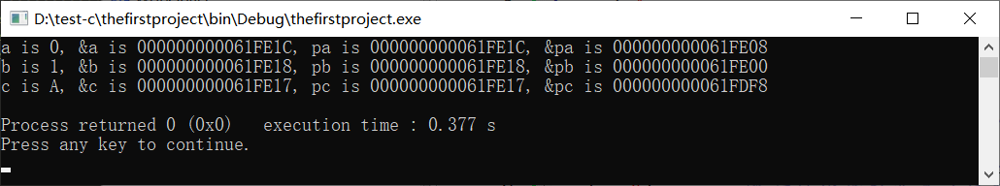 D:\test-c\thefirstproject\bin\Debug\thefirstproject.exe
a is 0, &a is 000000000061FE1C, pa is 000000000061FE1C, &pa is 000000000061FE08
b is 1, &b is 000000000061FE18, pb is 000000000061FE18, &pb is 000000000061FE00
c is A, &c is 000000000061FE17, pc is 000000000061FE17, &pc is 000000000061FDF8
Process returned 0 (0x0)   execution time : 0.377 s
Press any key to continue.